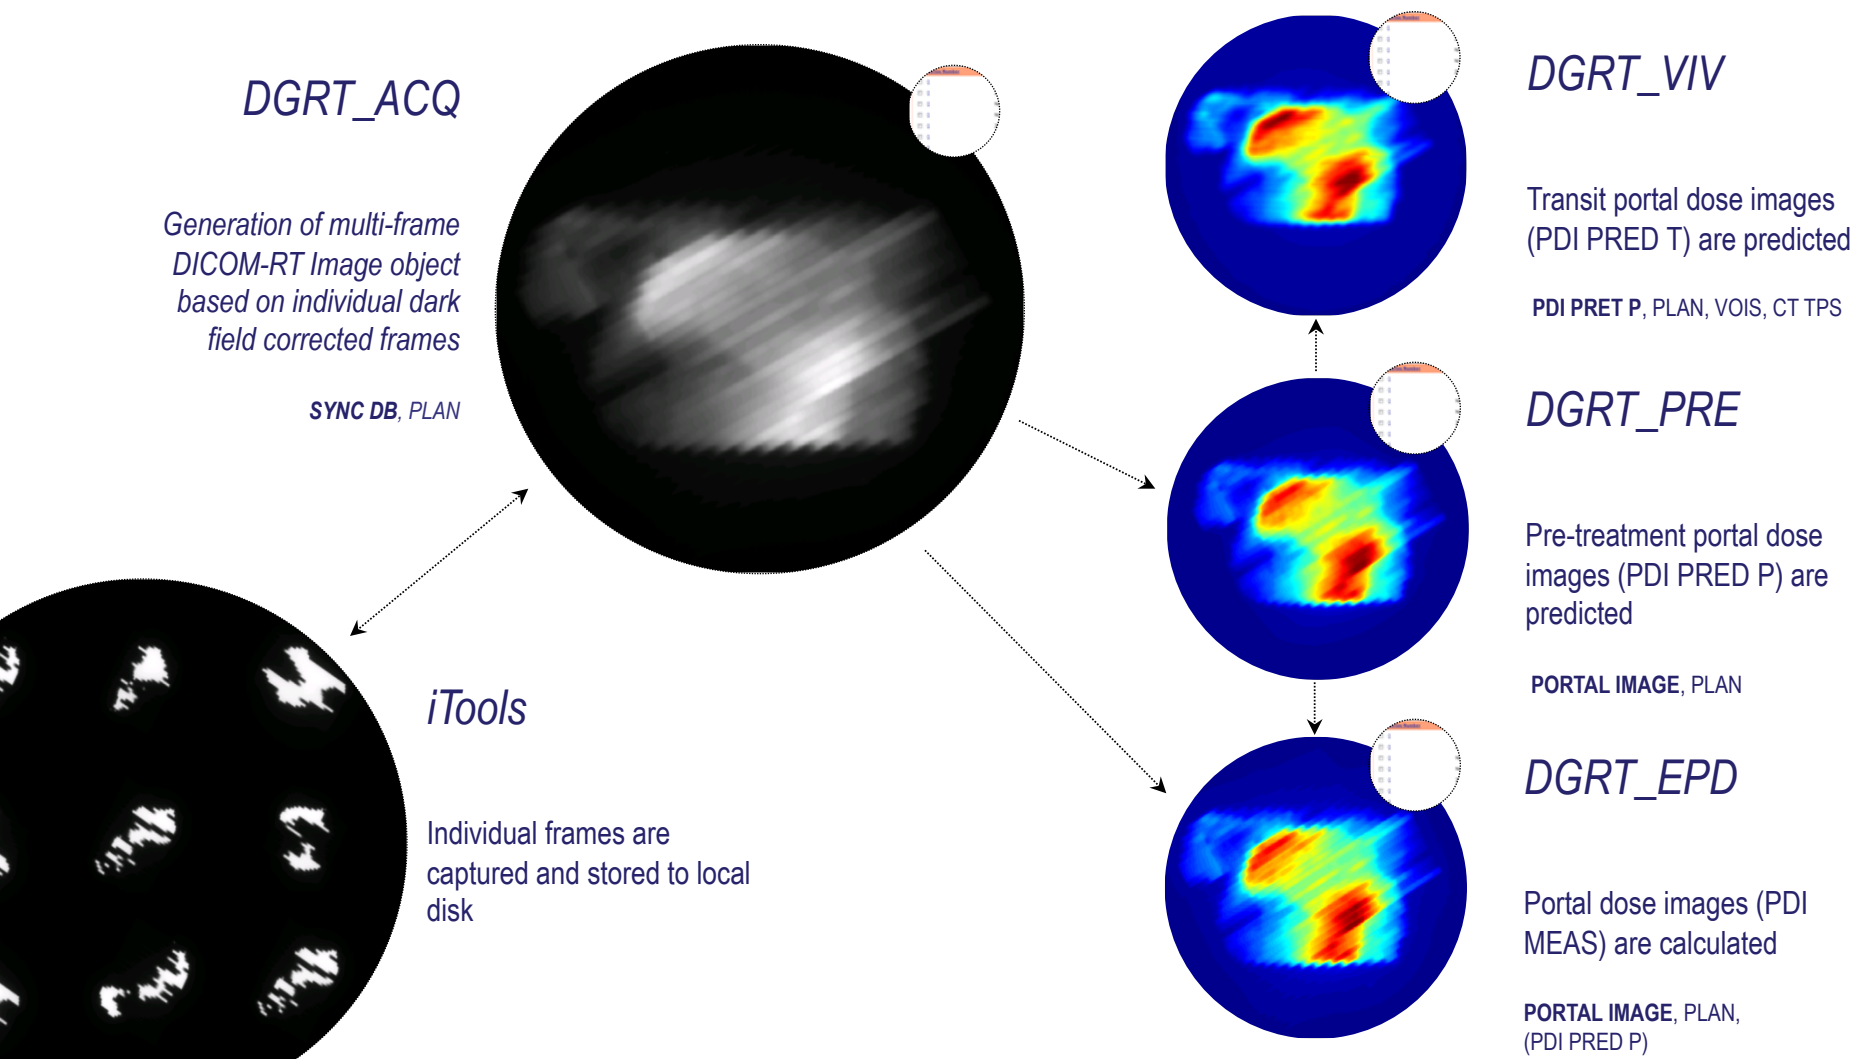 DGRT_ACQ
Generation of multi-frame
DICOM-RT Image object
based on individual dark
field corrected frames
SYNC DB, PLAN
iTools
Individual frames are
captured and stored to local
disk
DGRT_VIV
Transit portal dose images
(PDI PRED T) are predicted
PDI PRET P, PLAN, VOIS, CT TPS
DGRT_PRE
Pre-treatment portal dose
images (PDI PRED P) are
predicted
PORTAL IMAGE, PLAN
DGRT_EPD
Portal dose images (PDI
MEAS) are calculated
PORTAL IMAGE, PLAN,
(PDI PRED P)